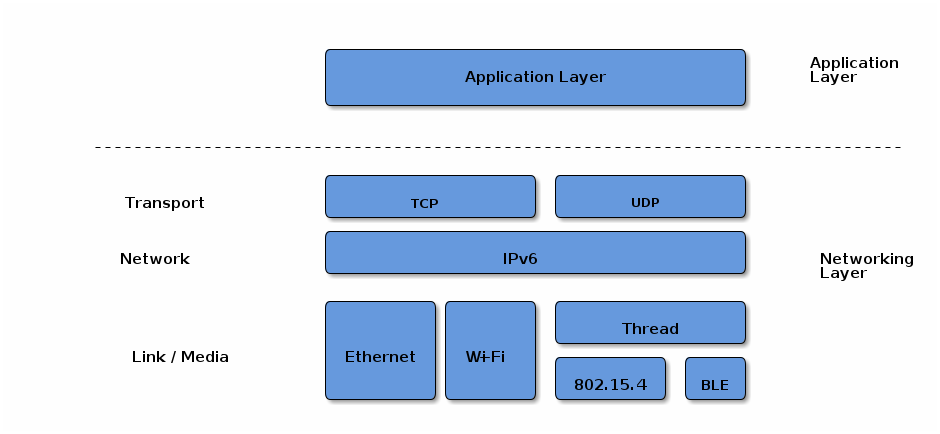 Application Layer
Application
Layer
Transport
TCP
UDP
Network
IPv6
Networking
Layer
Link / Media
Ethernet
Wi-Fi
Thread
802.15.4
BLE